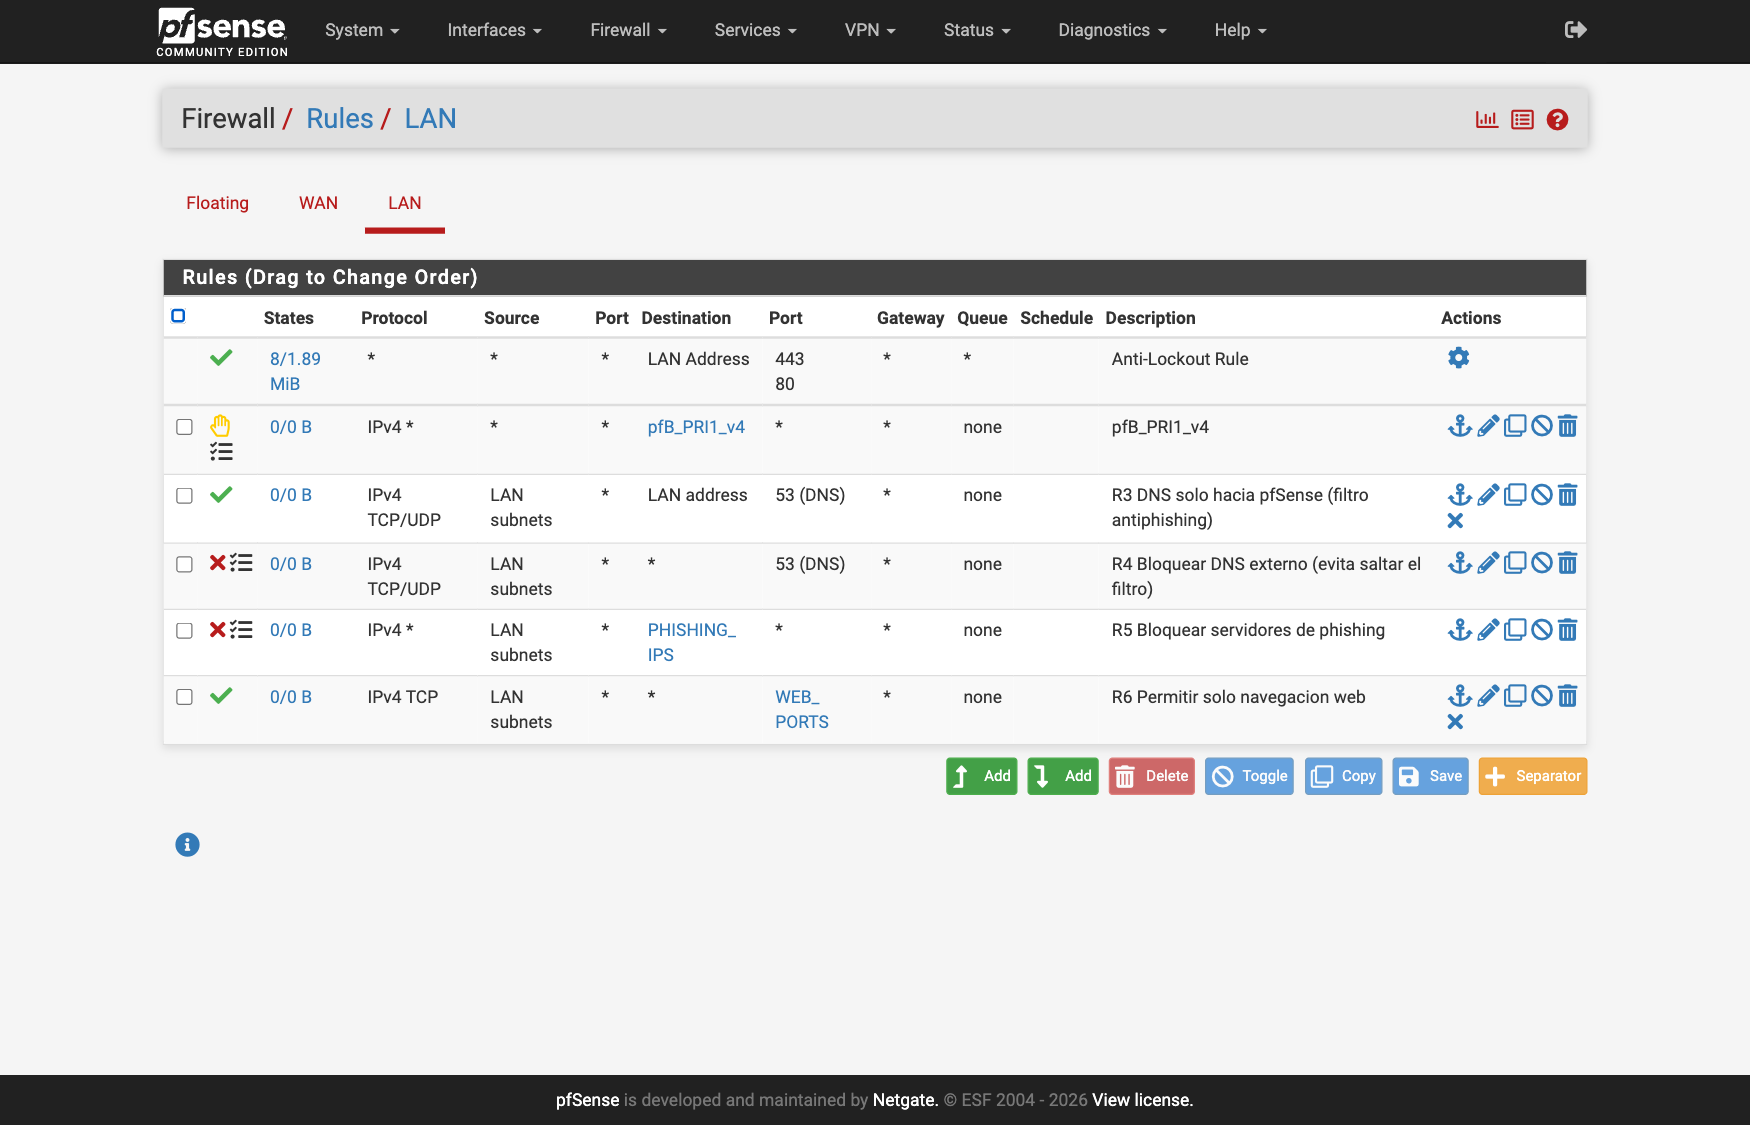 pfsense
COMMUNITY EDITION
System
Interfaces
Firewall
Services
VPN
Status
Diagnostics
Help
Firewall / Rules / LAN
Floating
WAN
LAN
Rules (Drag to Change Order)
States Protocol Source Port Destination Port Gateway Queue Schedule Description Actions
8/1.89 * * * LAN Address 443 * * Anti-Lockout Rule
MiB 80
0/0 B IPv4 * * * pfB_PRI1_v4 * * none pfB_PRI1_v4
0/0 B IPv4 LAN * LAN address 53 (DNS) * none R3 DNS solo hacia pfSense (filtro
TCP/UDP subnets antiphishing)
0/0 B IPv4 LAN * * 53 (DNS) * none R4 Bloquear DNS externo (evita saltar el
TCP/UDP subnets filtro)
0/0 B IPv4 * LAN * PHISHING_ * * none R5 Bloquear servidores de phishing
subnets IPS
0/0 B IPv4 TCP LAN * * WEB_ * none R6 Permitir solo navegacion web
subnets PORTS
Add
Add
Delete
Toggle
Copy
Save
Separator
pfSense is developed and maintained by Netgate. © ESF 2004 - 2026 View license.